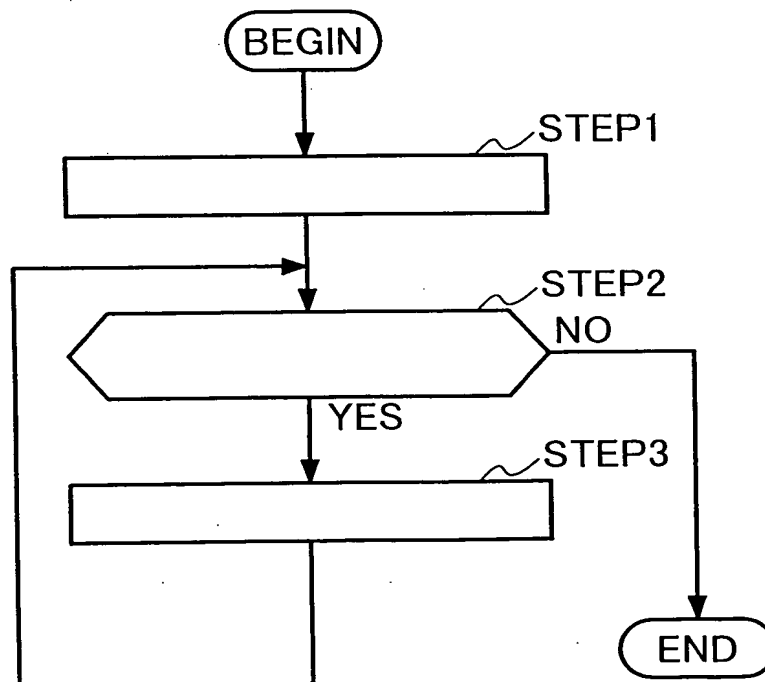 BEGIN
STEP1
STEP2
NO
YES
STEP3
END